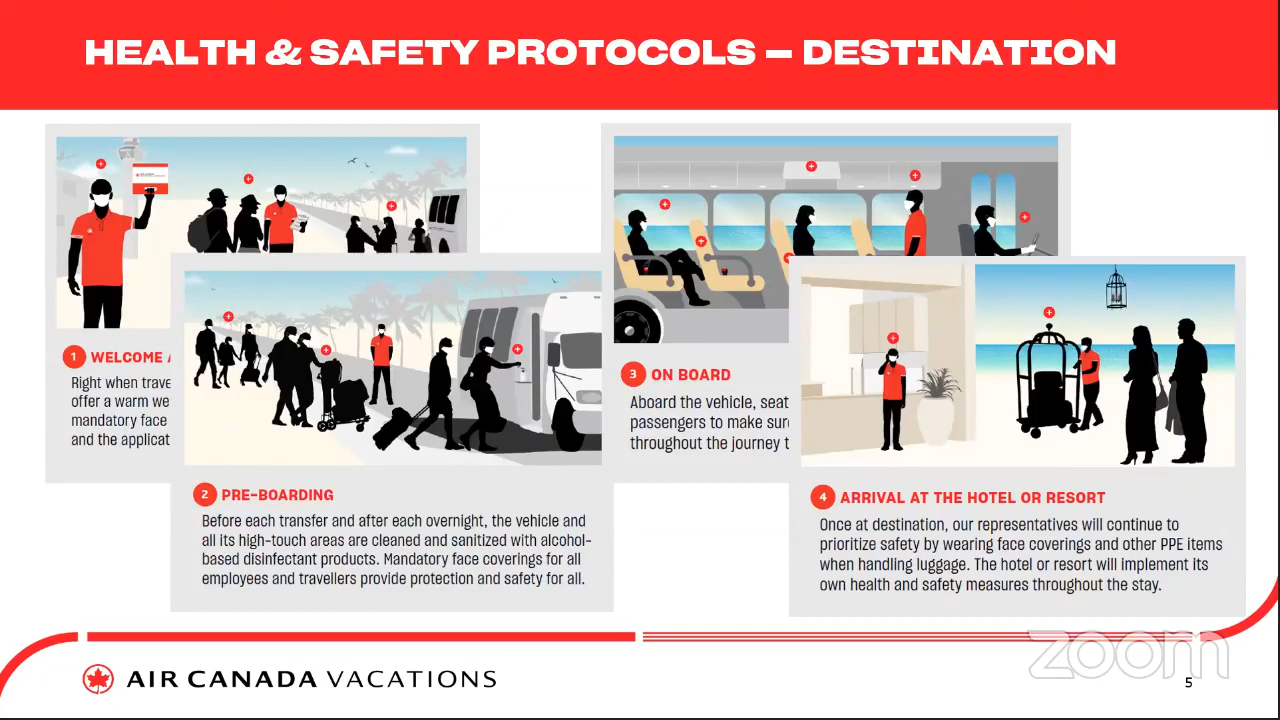 HEALTH & SAFETY PROTOCOLS – DESTINATION
1 WELCOME
Right when trave
offer a warm we
mandatory face
and the applicat
2 PRE-BOARDING
Before each transfer and after each overnight, the vehicle and
all its high-touch areas are cleaned and sanitized with alcohol-
based disinfectant products. Mandatory face coverings for all
employees and travellers provide protection and safety for all.
3 ON BOARD
Aboard the vehicle, seat
passengers to make sur
throughout the journey t
4 ARRIVAL AT THE HOTEL OR RESORT
Once at destination, our representatives will continue to
prioritize safety by wearing face coverings and other PPE items
when handling luggage. The hotel or resort will implement its
own health and safety measures throughout the stay.
AIR CANADA VACATIONS
zoom
5